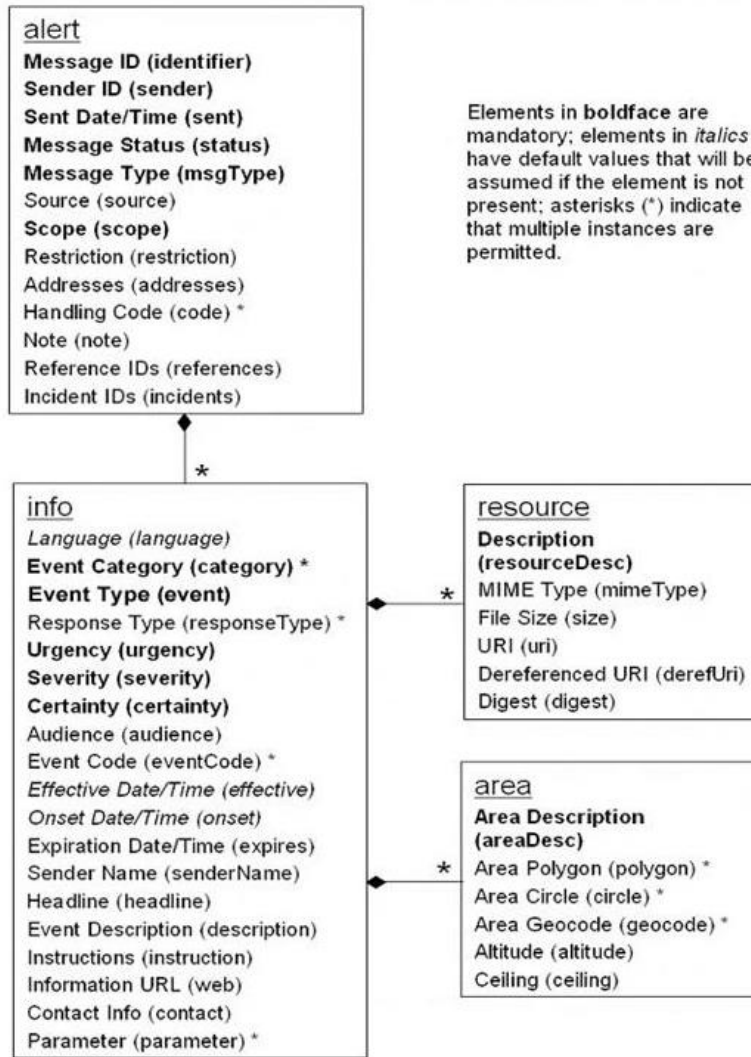 alert
Message ID (identifier)
Sender ID (sender)
Sent Date/Time (sent)
Message Status (status)
Message Type (msgType)
Source (source)
Scope (scope)
Restriction (restriction)
Addresses (addresses)
Handling Code (code) *
Note (note)
Reference IDs (references)
Incident IDs (incidents)
Elements in boldface are
mandatory; elements in italics
have default values that will be
assumed if the element is not
present; asterisks (*) indicate
that multiple instances are
permitted.
*
info
Language (language)
Event Category (category) *
Event Type (event)
Response Type (responseType) *
Urgency (urgency)
Severity (severity)
Certainty (certainty)
Audience (audience)
Event Code (eventCode) *
Effective Date/Time (effective)
Onset Date/Time (onset)
Expiration Date/Time (expires)
Sender Name (senderName)
Headline (headline)
Event Description (description)
Instructions (instruction)
Information URL (web)
Contact Info (contact)
Parameter (parameter) *
*
resource
Description
(resourceDesc)
MIME Type (mimeType)
File Size (size)
URI (uri)
Dereferenced URI (derefUri)
Digest (digest)
*
area
Area Description
(areaDesc)
Area Polygon (polygon) *
Area Circle (circle) *
Area Geocode (geocode) *
Altitude (altitude)
Ceiling (ceiling)